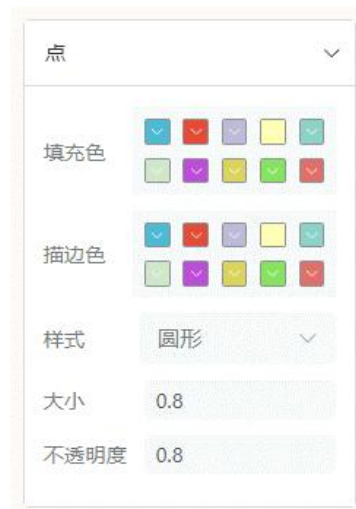 点
填充色
描边色
样式 圆形
大小 0.8
不透明度 0.8